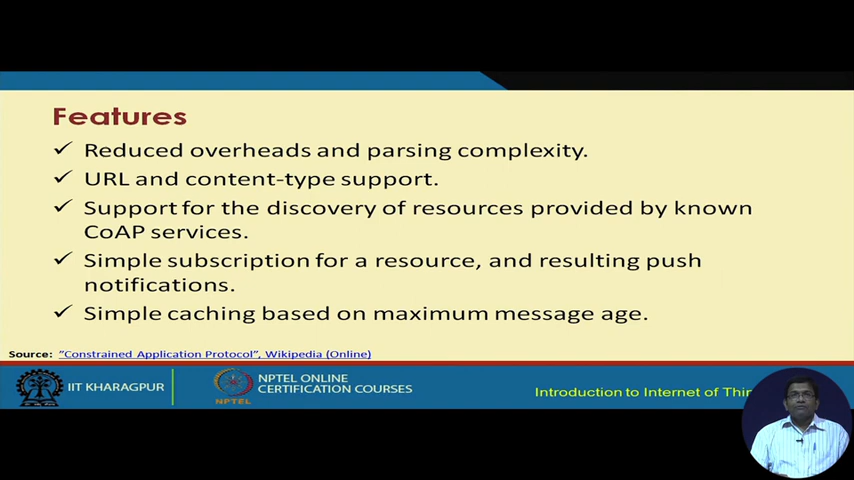 Features
✓ Reduced overheads and parsing complexity.
✓ URL and content-type support.
✓ Support for the discovery of resources provided by known
CoAP services.
✓ Simple subscription for a resource, and resulting push
notifications.
✓ Simple caching based on maximum message age.
Source: "Constrained Application Protocol", Wikipedia (Online)
IIT KHARAGPUR
NPTEL
NPTEL ONLINE
CERTIFICATION COURSES
Introduction to Internet of Thin